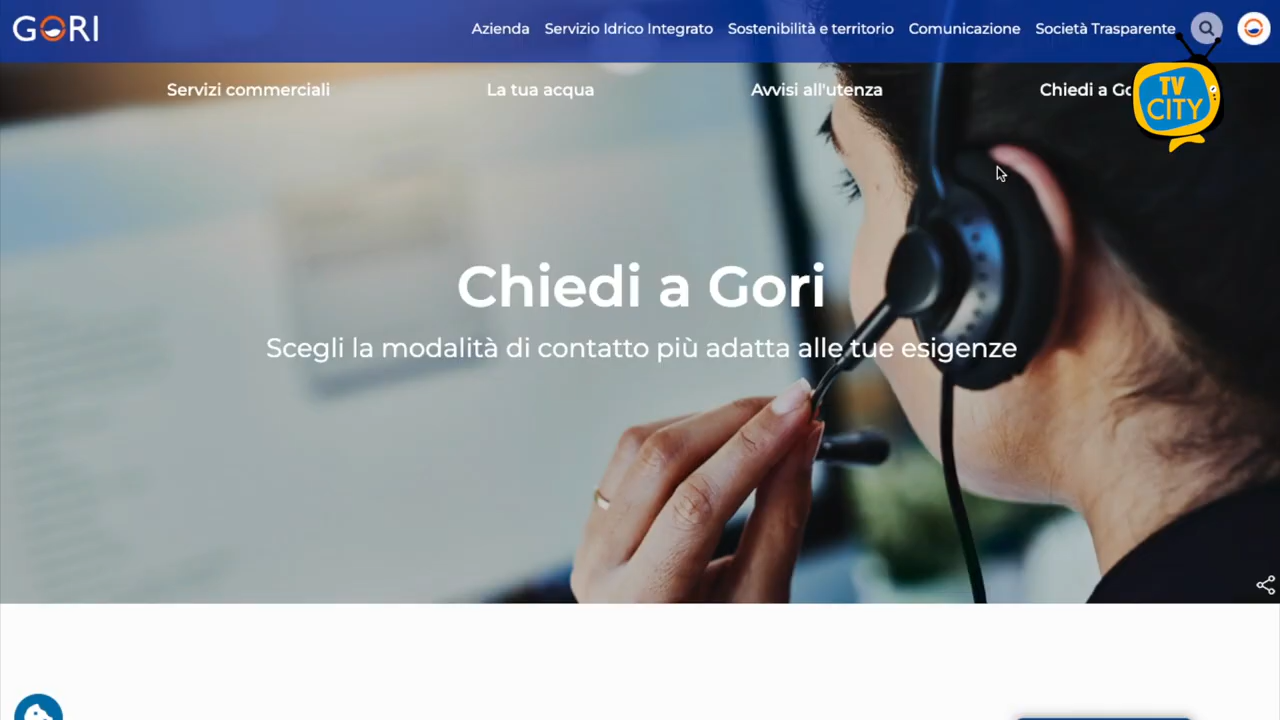 GORI
Azienda Servizio Idrico Integrato Sostenibilità e territorio Comunicazione Società Trasparente
Servizi commerciali La tua acqua Avvisi all'utenza Chiedi a
TV
CITY
Chiedi a Gori
Scegli la modalità di contatto più adatta alle tue esigenze